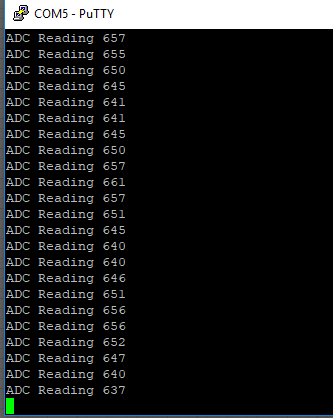 COM5 - PuTTY
ADC Reading 657
ADC Reading 655
ADC Reading 650
ADC Reading 645
ADC Reading 641
ADC Reading 641
ADC Reading 645
ADC Reading 650
ADC Reading 657
ADC Reading 661
ADC Reading 657
ADC Reading 651
ADC Reading 645
ADC Reading 640
ADC Reading 640
ADC Reading 646
ADC Reading 651
ADC Reading 656
ADC Reading 656
ADC Reading 652
ADC Reading 647
ADC Reading 640
ADC Reading 637